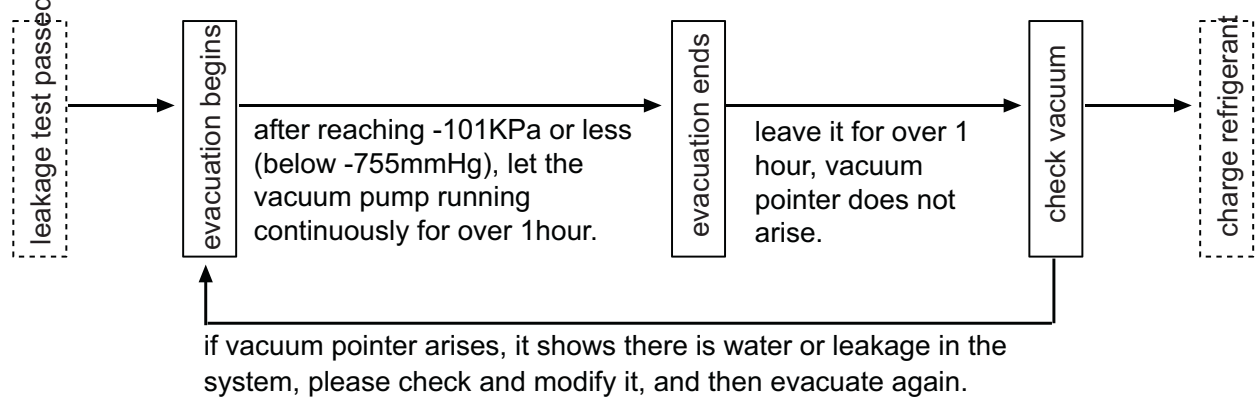 leakage test passed
evacuation begins
after reaching -101KPa or less
(below -755mmHg), let the
vacuum pump running
continuously for over 1hour.
evacuation ends
leave it for over 1
hour, vacuum
pointer does not
arise.
check vacuum
charge refrigerant
if vacuum pointer arises, it shows there is water or leakage in the
system, please check and modify it, and then evacuate again.